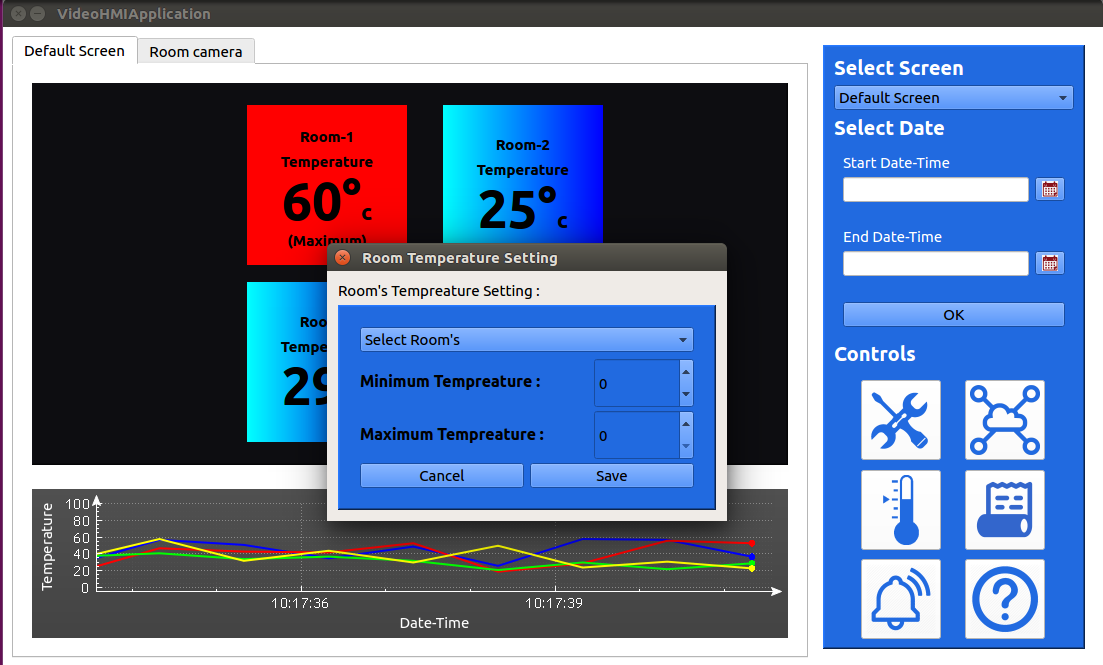 VideoHMIApplication
Default Screen
Room camera
Room-1
Temperature
60°c
(Maximum)
Room-2
Temperature
25°c
Room Temperature Setting
Room's Tempreature Setting :
Select Room's
Minimum Tempreature :
0
Maximum Tempreature :
0
Cancel
Save
Temperature
100
80
60
40
20
0
10:17:36
10:17:39
Date-Time
Select Screen
Default Screen
Select Date
Start Date-Time
End Date-Time
OK
Controls
?